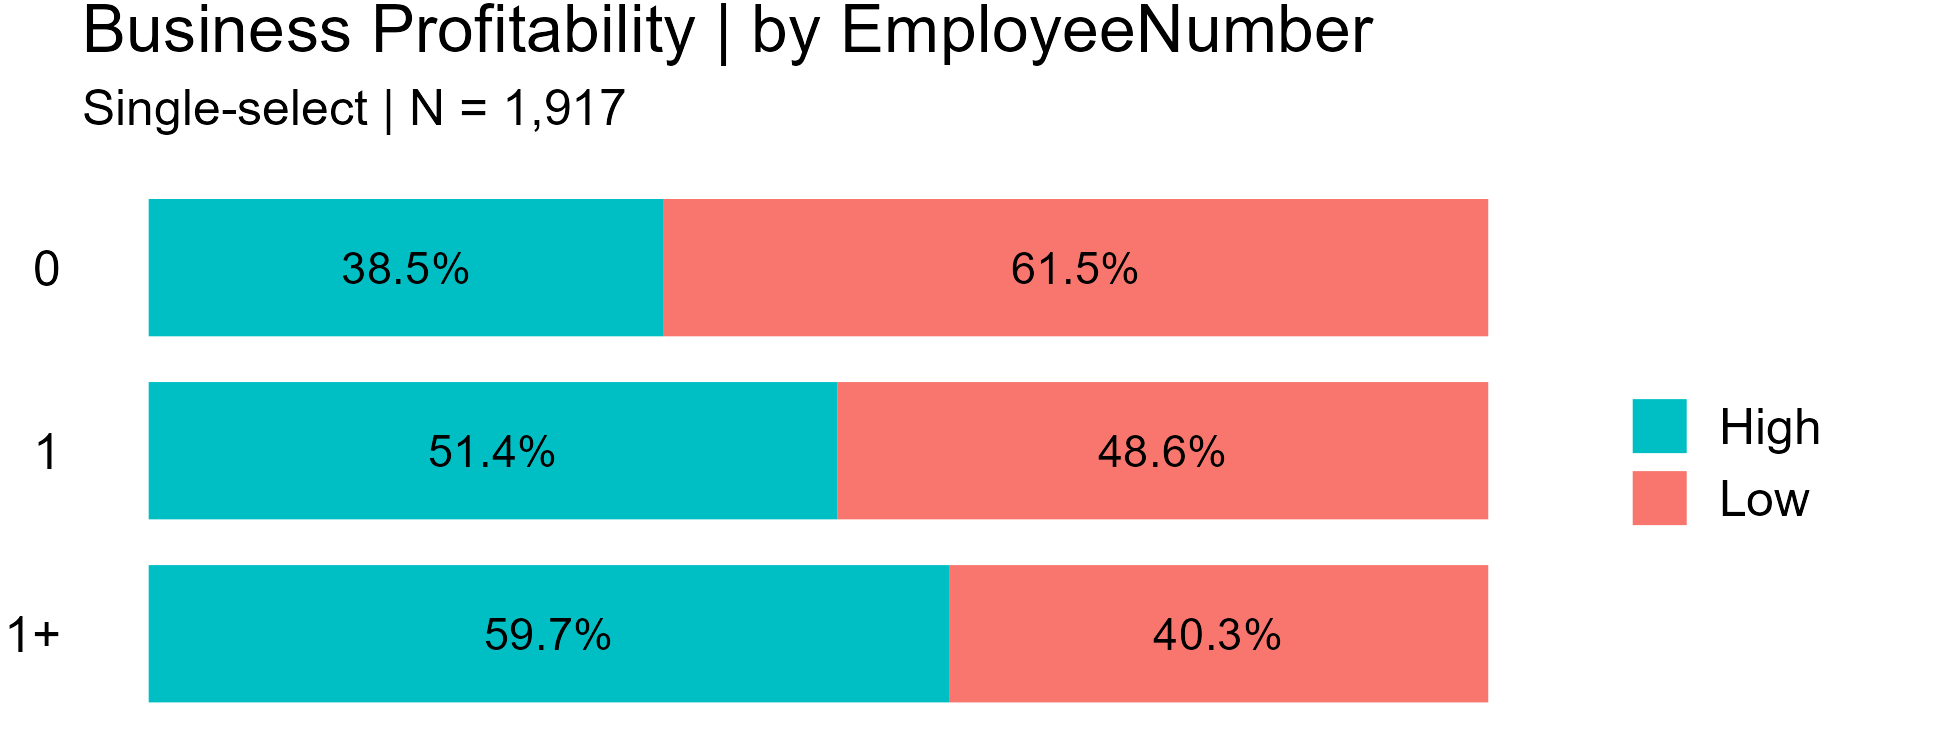 Business Profitability | by EmployeeNumber
Single-select | N = 1,917
0 38.5% 61.5%
1 51.4% 48.6%
1+ 59.7% 40.3%
High
Low